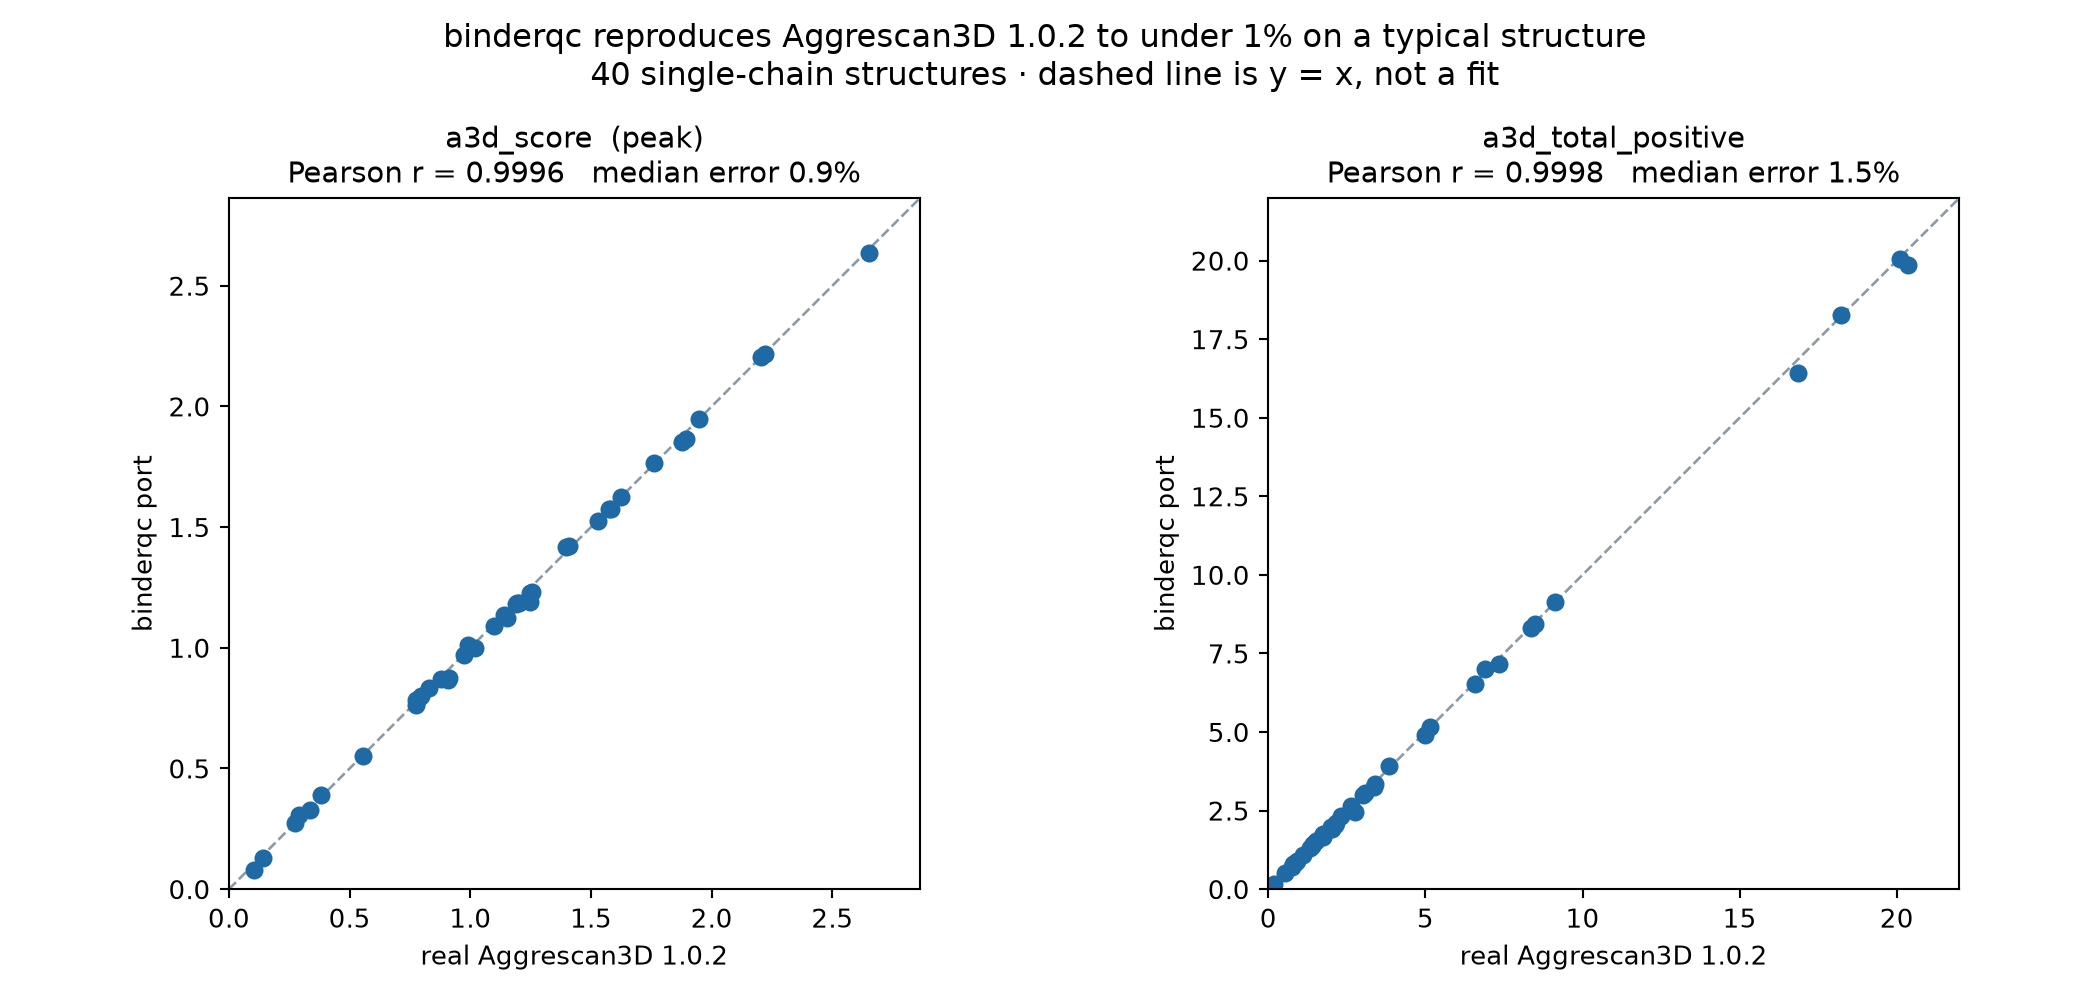 binderqc reproduces Aggrescan3D 1.0.2 to under 1% on a typical structure
40 single-chain structures · dashed line is y = x, not a fit
a3d_score  (peak)
Pearson r = 0.9996   median error 0.9%
2.5
2.0
1.5
1.0
0.5
0.0
binderqc port
0.0 0.5 1.0 1.5 2.0 2.5
real Aggrescan3D 1.0.2
a3d_total_positive
Pearson r = 0.9998   median error 1.5%
20.0
17.5
15.0
12.5
10.0
7.5
5.0
2.5
0.0
binderqc port
0 5 10 15 20
real Aggrescan3D 1.0.2